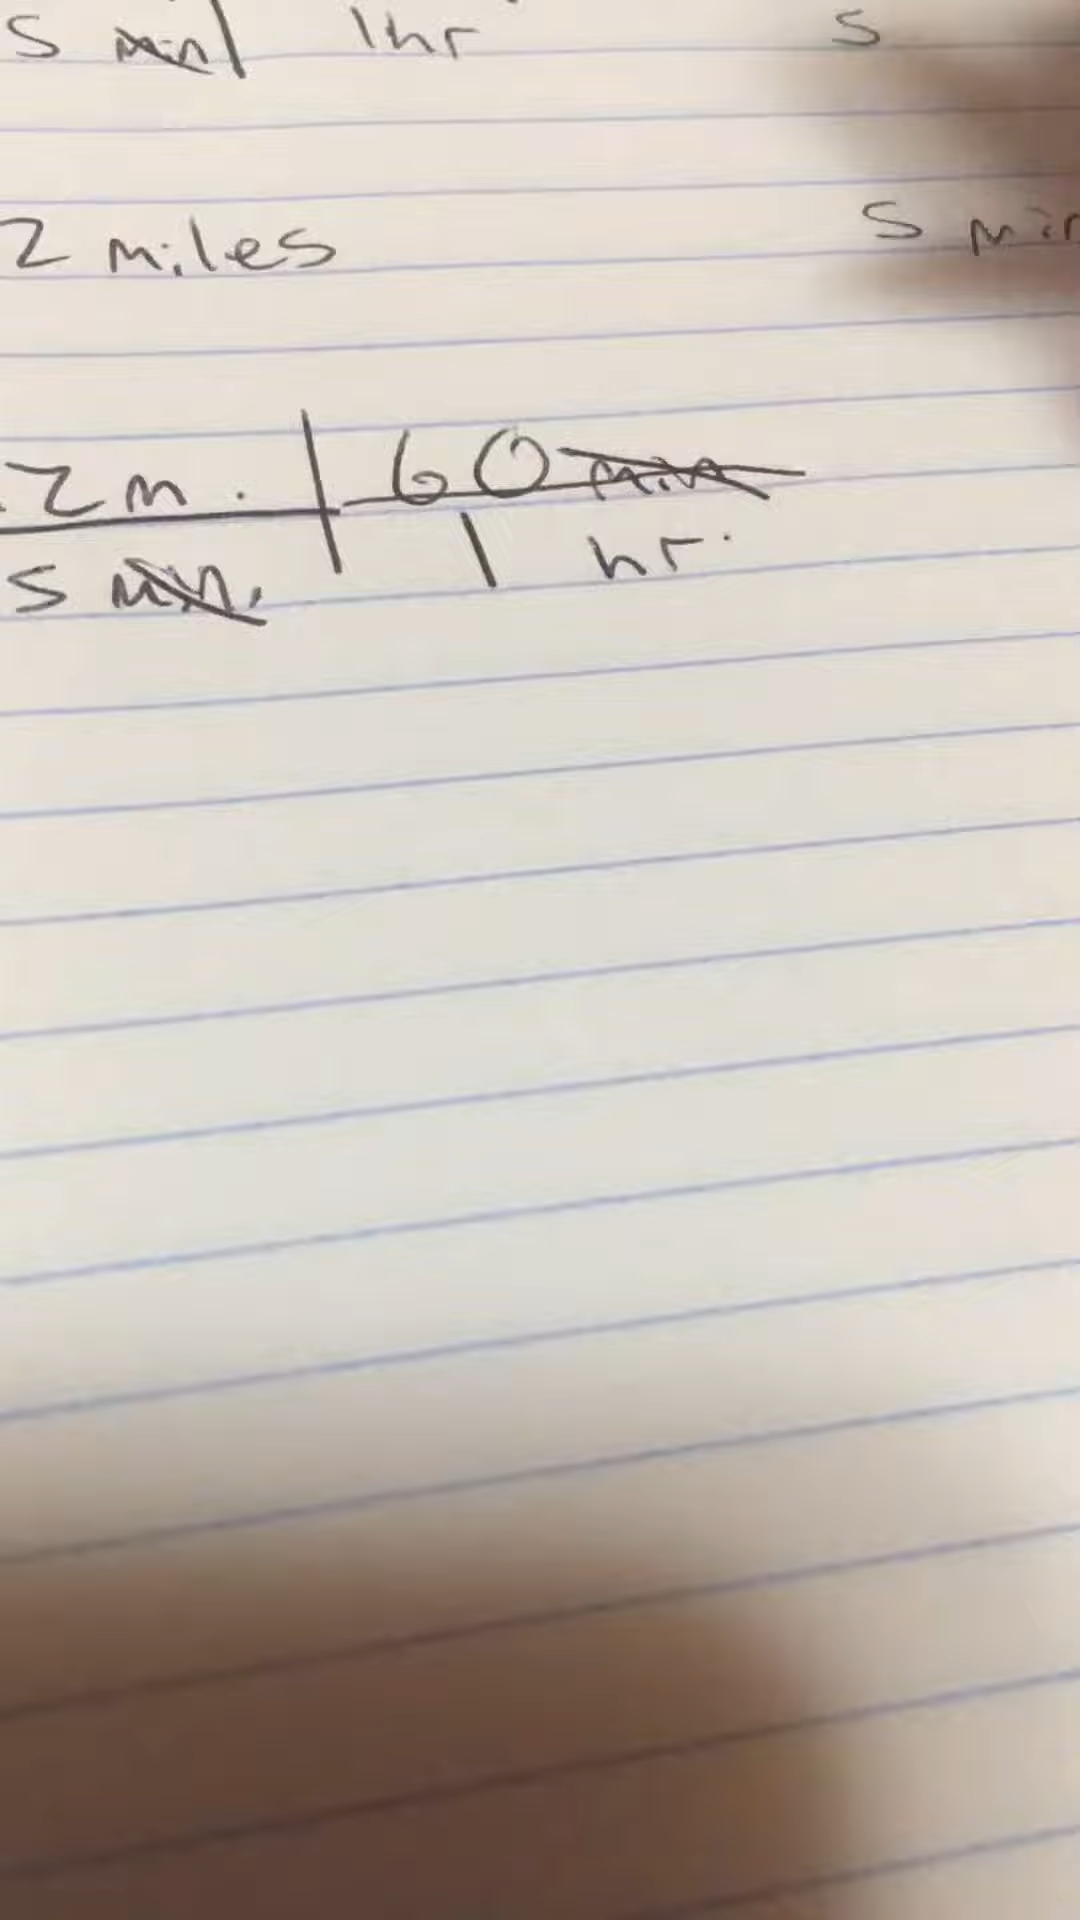 5 min 1hr 5
2 miles 5 min
.2m. 60 min
5 min. 1 hr.